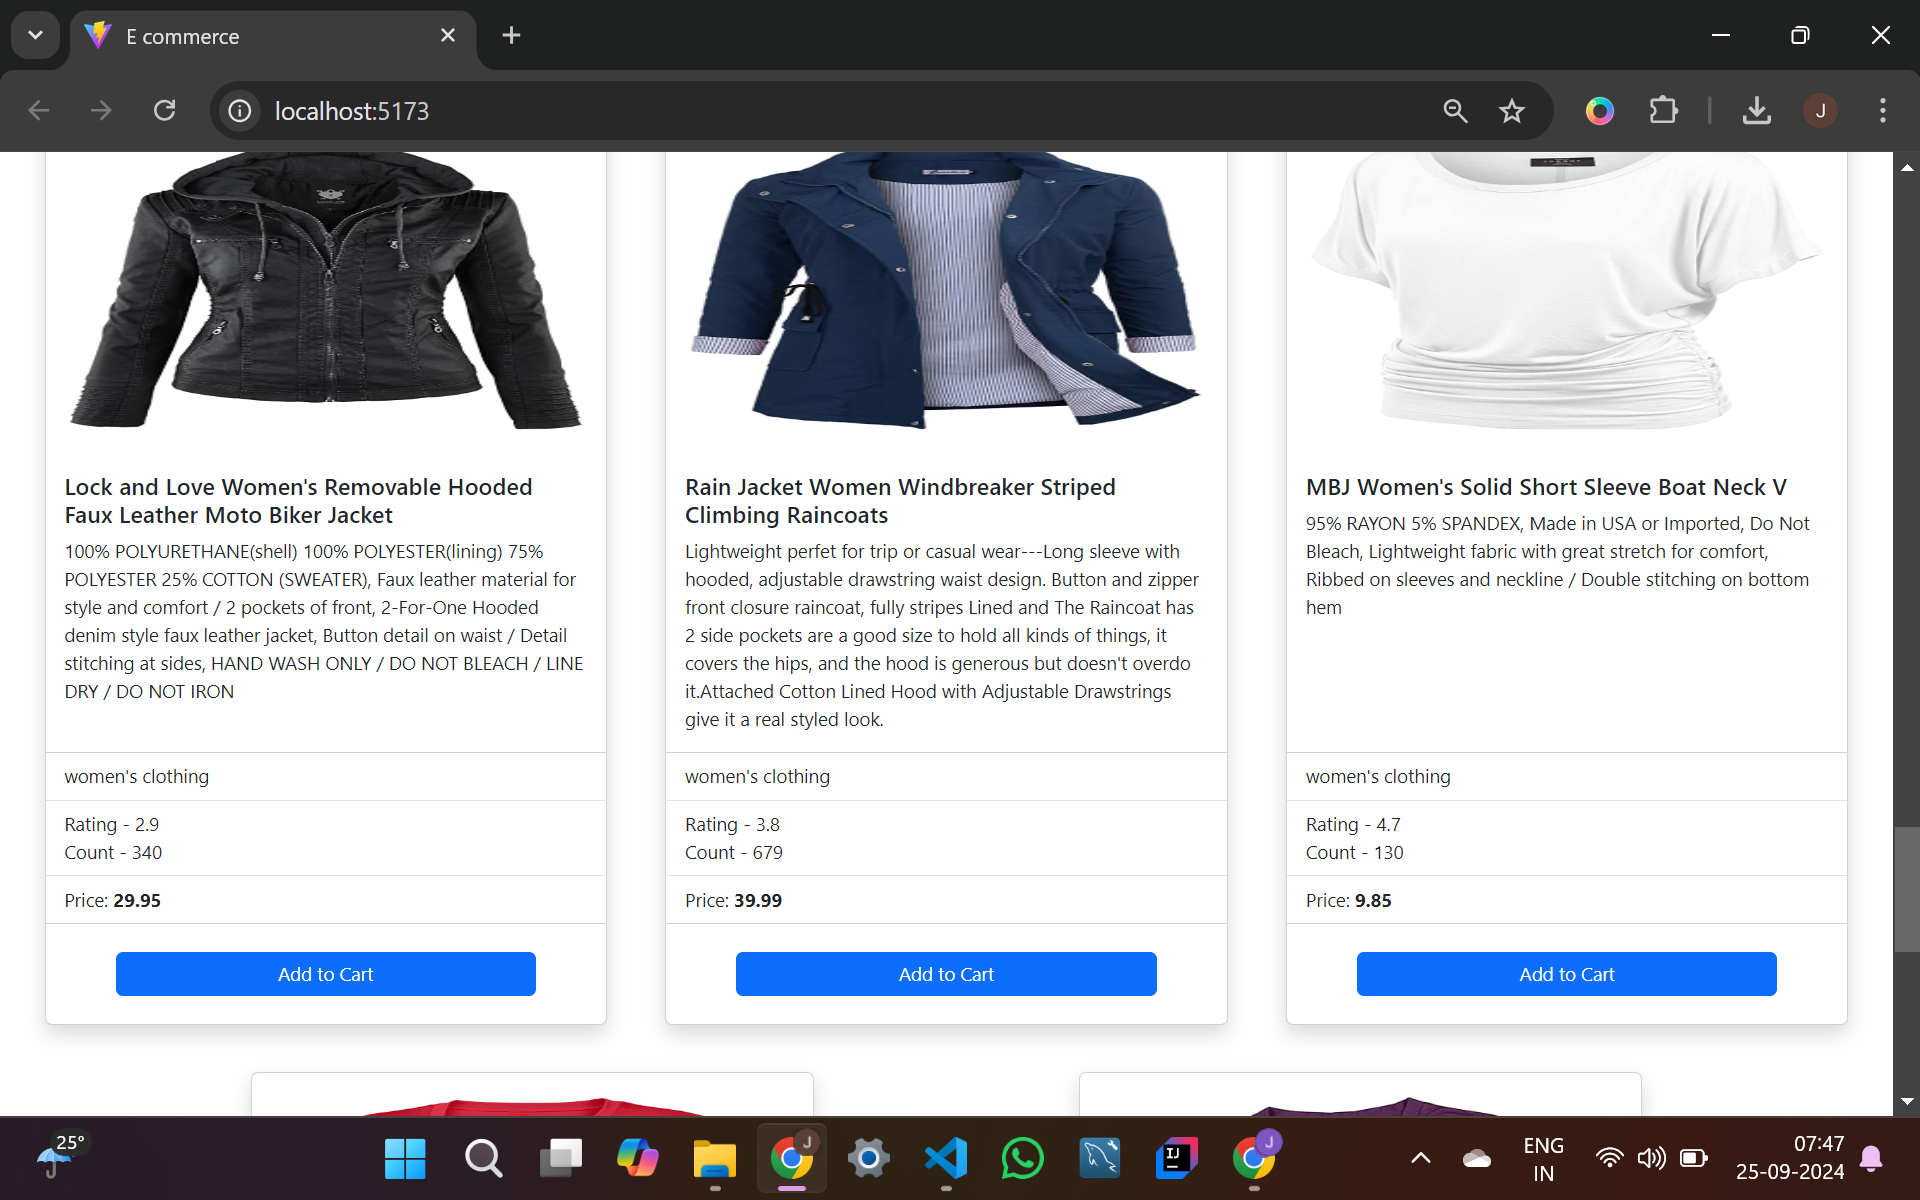 E commerce
localhost:5173
J
Lock and Love Women's Removable Hooded
Faux Leather Moto Biker Jacket
100% POLYURETHANE(shell) 100% POLYESTER(lining) 75%
POLYESTER 25% COTTON (SWEATER), Faux leather material for
style and comfort / 2 pockets of front, 2-For-One Hooded
denim style faux leather jacket, Button detail on waist / Detail
stitching at sides, HAND WASH ONLY / DO NOT BLEACH / LINE
DRY / DO NOT IRON
women's clothing
Rating - 2.9
Count - 340
Price: 29.95
Add to Cart
Rain Jacket Women Windbreaker Striped
Climbing Raincoats
Lightweight perfet for trip or casual wear---Long sleeve with
hooded, adjustable drawstring waist design. Button and zipper
front closure raincoat, fully stripes Lined and The Raincoat has
2 side pockets are a good size to hold all kinds of things, it
covers the hips, and the hood is generous but doesn't overdo
it.Attached Cotton Lined Hood with Adjustable Drawstrings
give it a real styled look.
women's clothing
Rating - 3.8
Count - 679
Price: 39.99
Add to Cart
MBJ Women's Solid Short Sleeve Boat Neck V
95% RAYON 5% SPANDEX, Made in USA or Imported, Do Not
Bleach, Lightweight fabric with great stretch for comfort,
Ribbed on sleeves and neckline / Double stitching on bottom
hem
women's clothing
Rating - 4.7
Count - 130
Price: 9.85
Add to Cart
25°
J
IJ
J
ENG
IN
07:47
25-09-2024